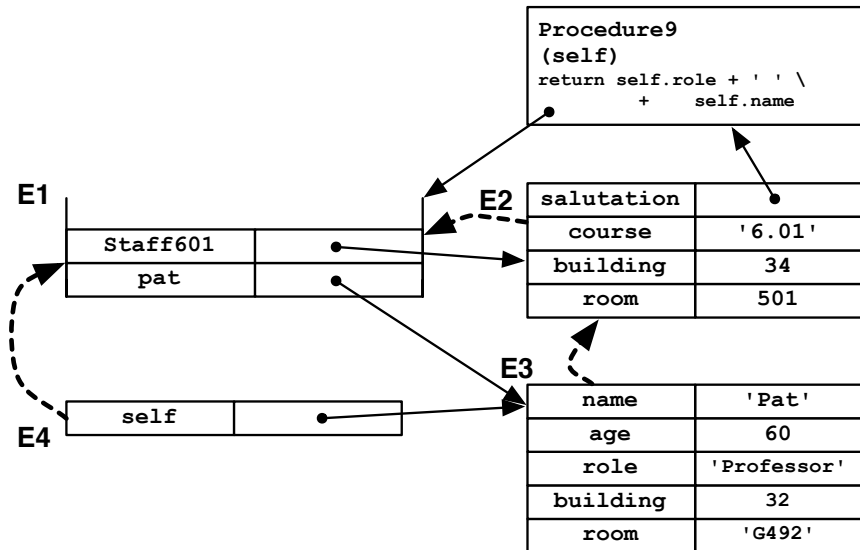 Procedure9
(self)
return self.role + ' ' \
+ self.name
E1
E2
salutation
course '6.01'
building 34
room 501
Staff601
pat
E3
name 'Pat'
age 60
role 'Professor'
building 32
room 'G492'
self
E4